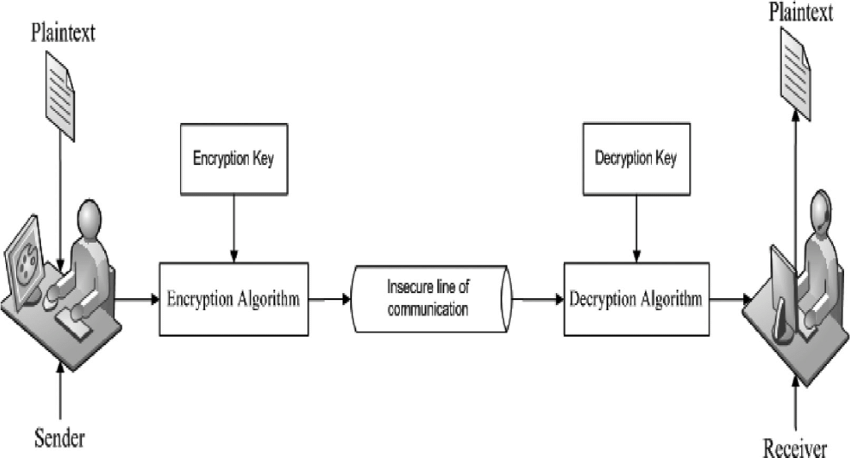 Plaintext
Plaintext
Encryption Key
Decryption Key
Encryption Algorithm
Insecure line of
communication
Decryption Algorithm
Sender
Receiver